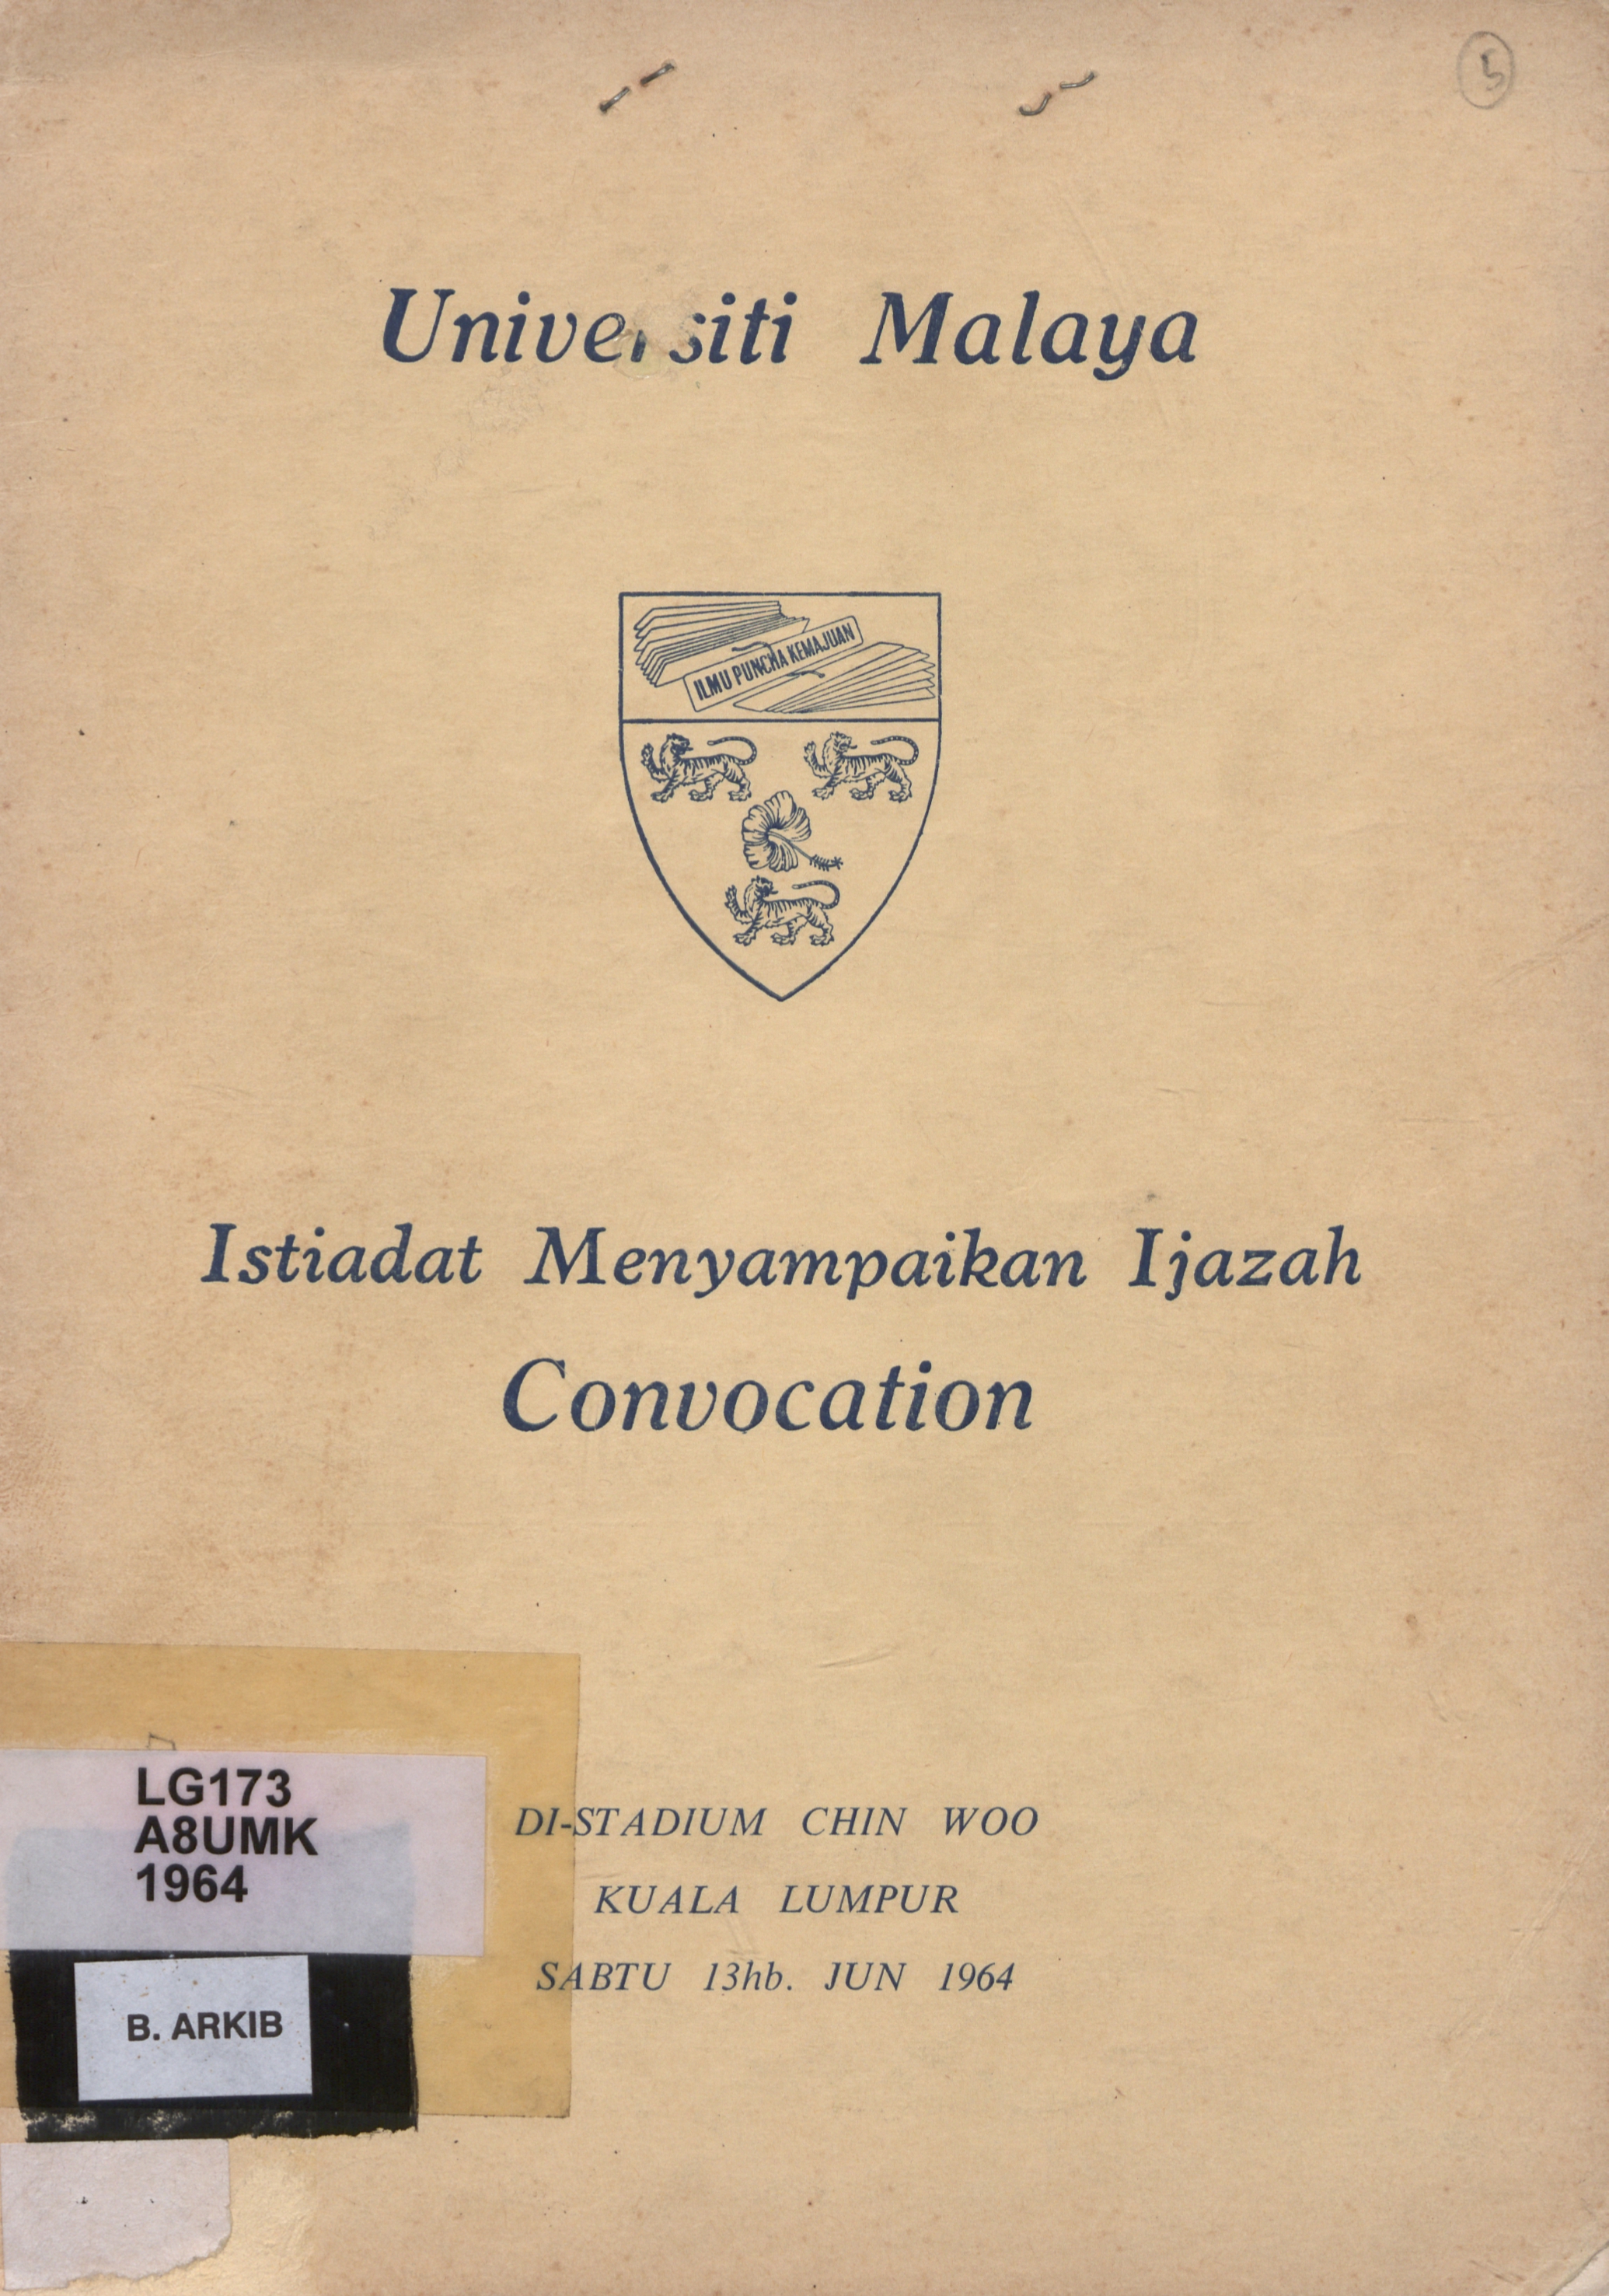 5
Universiti Malaya
ILMU PUNCHA KEMAJUAN
Istiadat Menyampaikan Ijazah
Convocation
DI-STADIUM CHIN WOO
KUALA LUMPUR
SABTU 13hb. JUN 1964
LG173
A8UMK
1964
B. ARKIB